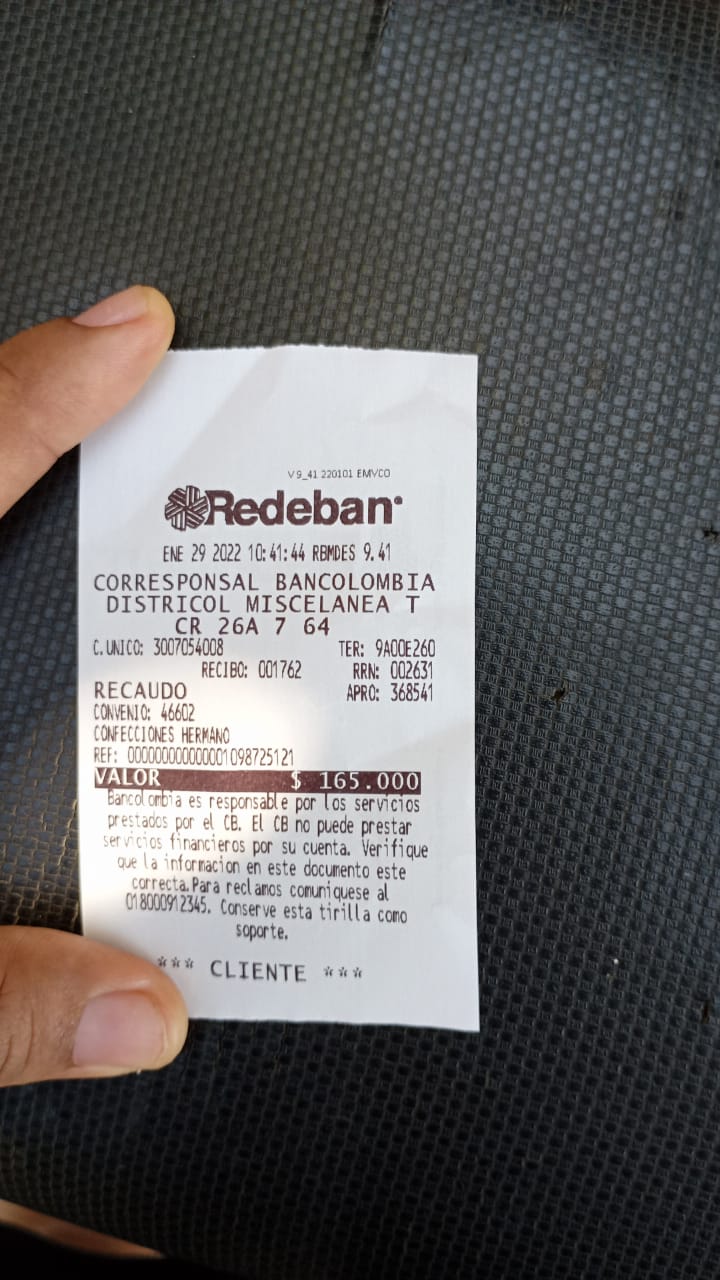 V 9_41 220101 EMVCO
Redeban
ENE 29 2022 10:41:44 RBMDES 9.41
CORRESPONSAL BANCOLOMBIA
DISTRICOL MISCELANEA T
CR 26A 7 64
C.UNICO: 3007054008 TER: 9A00E260
RECIBO: 001762 RRN: 002631
RECAUDO APRO: 368541
CONVENIO: 46602
CONFECCIONES HERMANO
REF: 00000000000001098725121
VALOR $ 165.000
Bancolombia es responsable por los servicios
prestados por el CB. El CB no puede prestar
servicios financieros por su cuenta. Verifique
que la informacion en este documento este
correcta.Para reclamos comuniquese al
018000912345. Conserve esta tirilla como
soporte.
*** CLIENTE ***